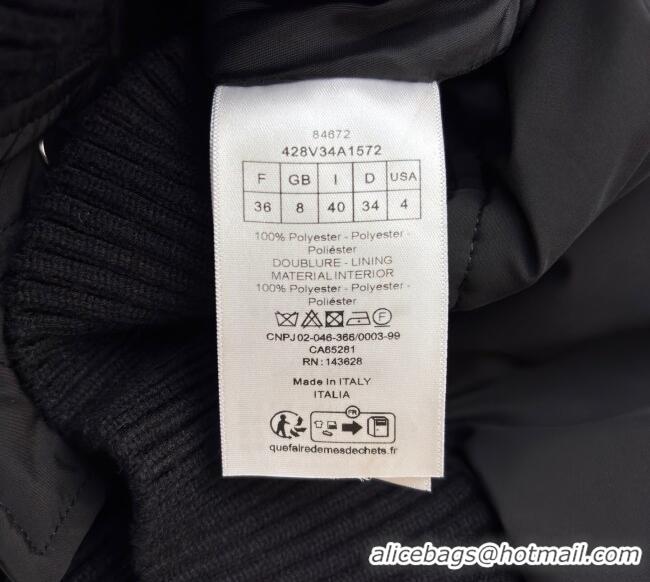 84672
428V34A1572
F GB I D USA
36 8 40 34 4
100% Polyester - Polyester -
Poliéster
DOUBLURE - LINING
MATERIALINTERIOR
100% Polyester - Polyester -
Poliéster
F
CNPJ 02-046-366/0003-99
CA65281
RN : 143628
Made In ITALY
ITALIA
FR
quefairedemesdechets.fr
alicebags@hotmail.com